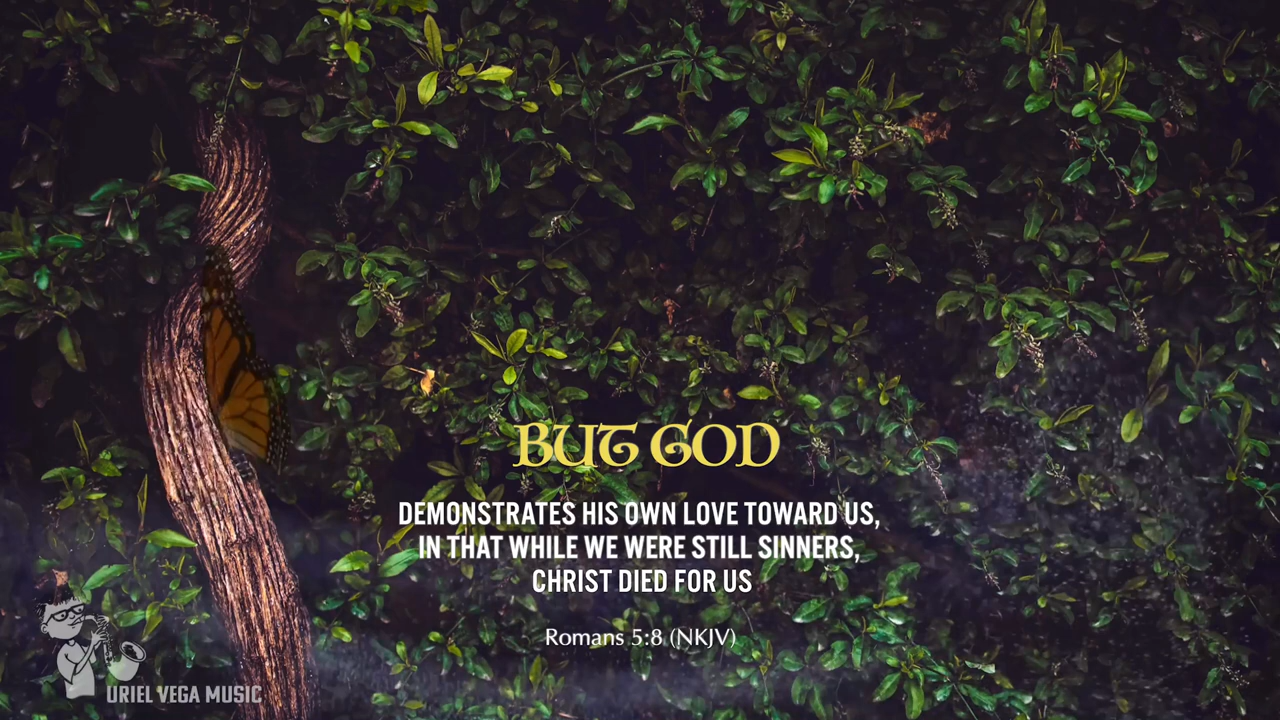 BUT GOD
DEMONSTRATES HIS OWN LOVE TOWARD US,
IN THAT WHILE WE WERE STILL SINNERS,
CHRIST DIED FOR US
Romans 5:8 (NKJV)
URIEL VEGA MUSIC